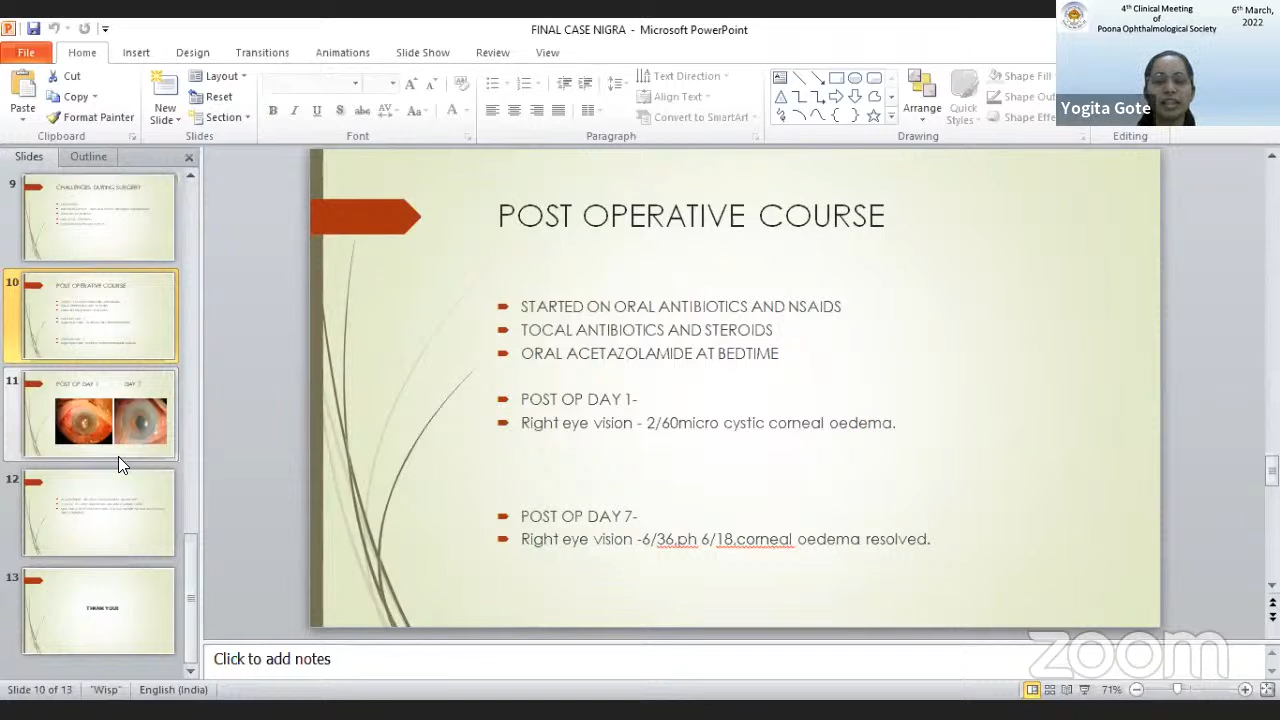 FINAL CASE NIGRA - Microsoft PowerPoint
4th Clinical Meeting
of
Poona Ophthalmological Society
6th March,
2022
Yogita Gote
File Home Insert Design Transitions Animations Slide Show Review View
Paste
Cut
Copy
Format Painter
Clipboard
New
Slide
Layout
Reset
Section
Slides
Font
Text Direction
Align Text
Convert to SmartArt
Paragraph
Arrange
Quick
Styles
Shape Fill
Shape Ou
Shape Effe
Drawing
Editing
Slides Outline
9
CHALLENGES DURING SURGERY
10
POST OPERATIVE COURSE
11
POST OP DAY 1 DAY 7
12
13
THANK YOU!
POST OPERATIVE COURSE
STARTED ON ORAL ANTIBIOTICS AND NSAIDS
TOCAL ANTIBIOTICS AND STEROIDS
ORAL ACETAZOLAMIDE AT BEDTIME
POST OP DAY 1-
Right eye vision - 2/60micro cystic corneal oedema.
POST OP DAY 7-
Right eye vision -6/36,ph 6/18,corneal oedema resolved.
Click to add notes
zoom
Slide 10 of 13 "Wisp" English (India) 71%